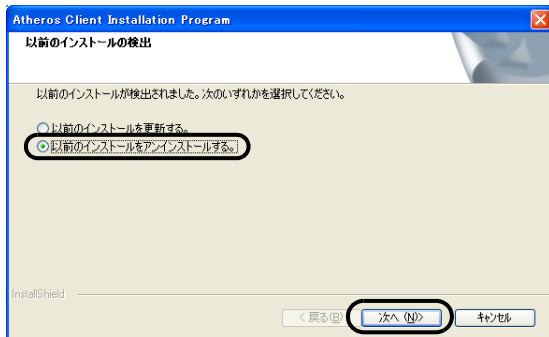 Atheros Client Installation Program
以前のインストールの検出
以前のインストールが検出されました。次のいずれかを選択してください。
以前のインストールを更新する。
以前のインストールをアンインストールする。
InstallShield
< 戻る(B) 次へ (N)> キャンセル